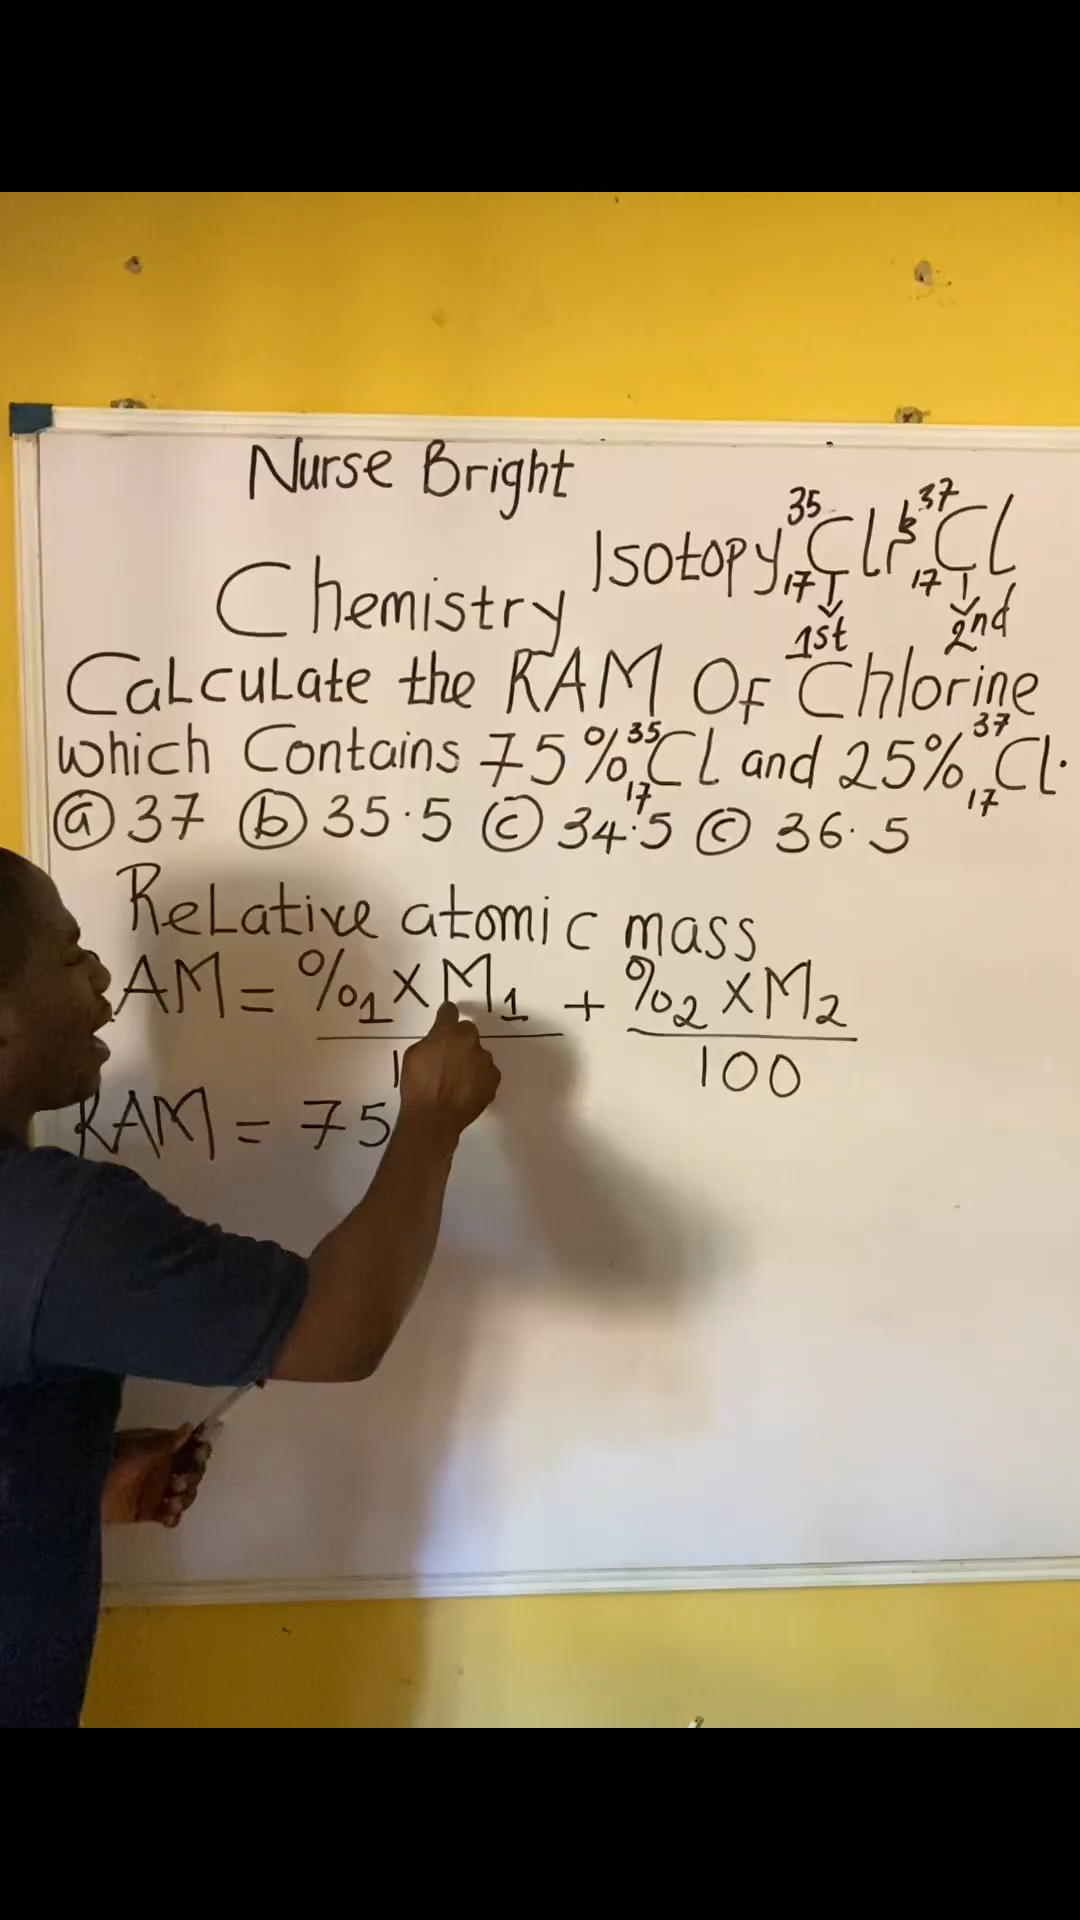 Nurse Bright
Isotopy ³⁵₁₇Cl & ³⁷₁₇Cl
1st 2nd
Chemistry
Calculate the RAM Of Chlorine
which Contains 75% ³⁵₁₇Cl and 25% ³⁷₁₇Cl.
ⓐ 37 ⓑ 35.5 ⓒ 34.5 ⓒ 36.5
Relative atomic mass
AM = %₁ X M₁ + %₂ X M₂
1 100
RAM = 75